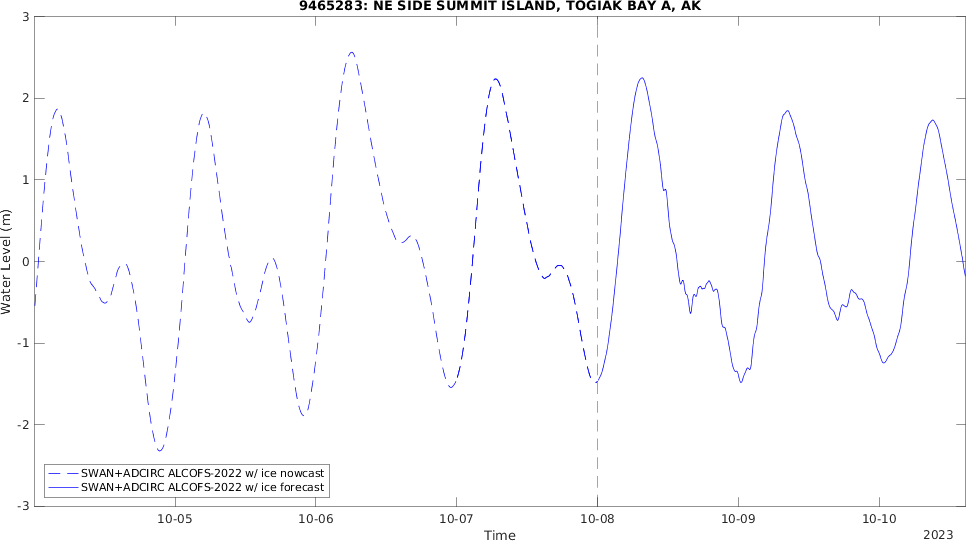 9465283: NE SIDE SUMMIT ISLAND, TOGIAK BAY A, AK
3
2
1
0
-1
-2
-3
Water Level (m)
SWAN+ADCIRC ALCOFS-2022 w/ ice nowcast
SWAN+ADCIRC ALCOFS-2022 w/ ice forecast
10-05 10-06 10-07 10-08 10-09 10-10
Time
2023